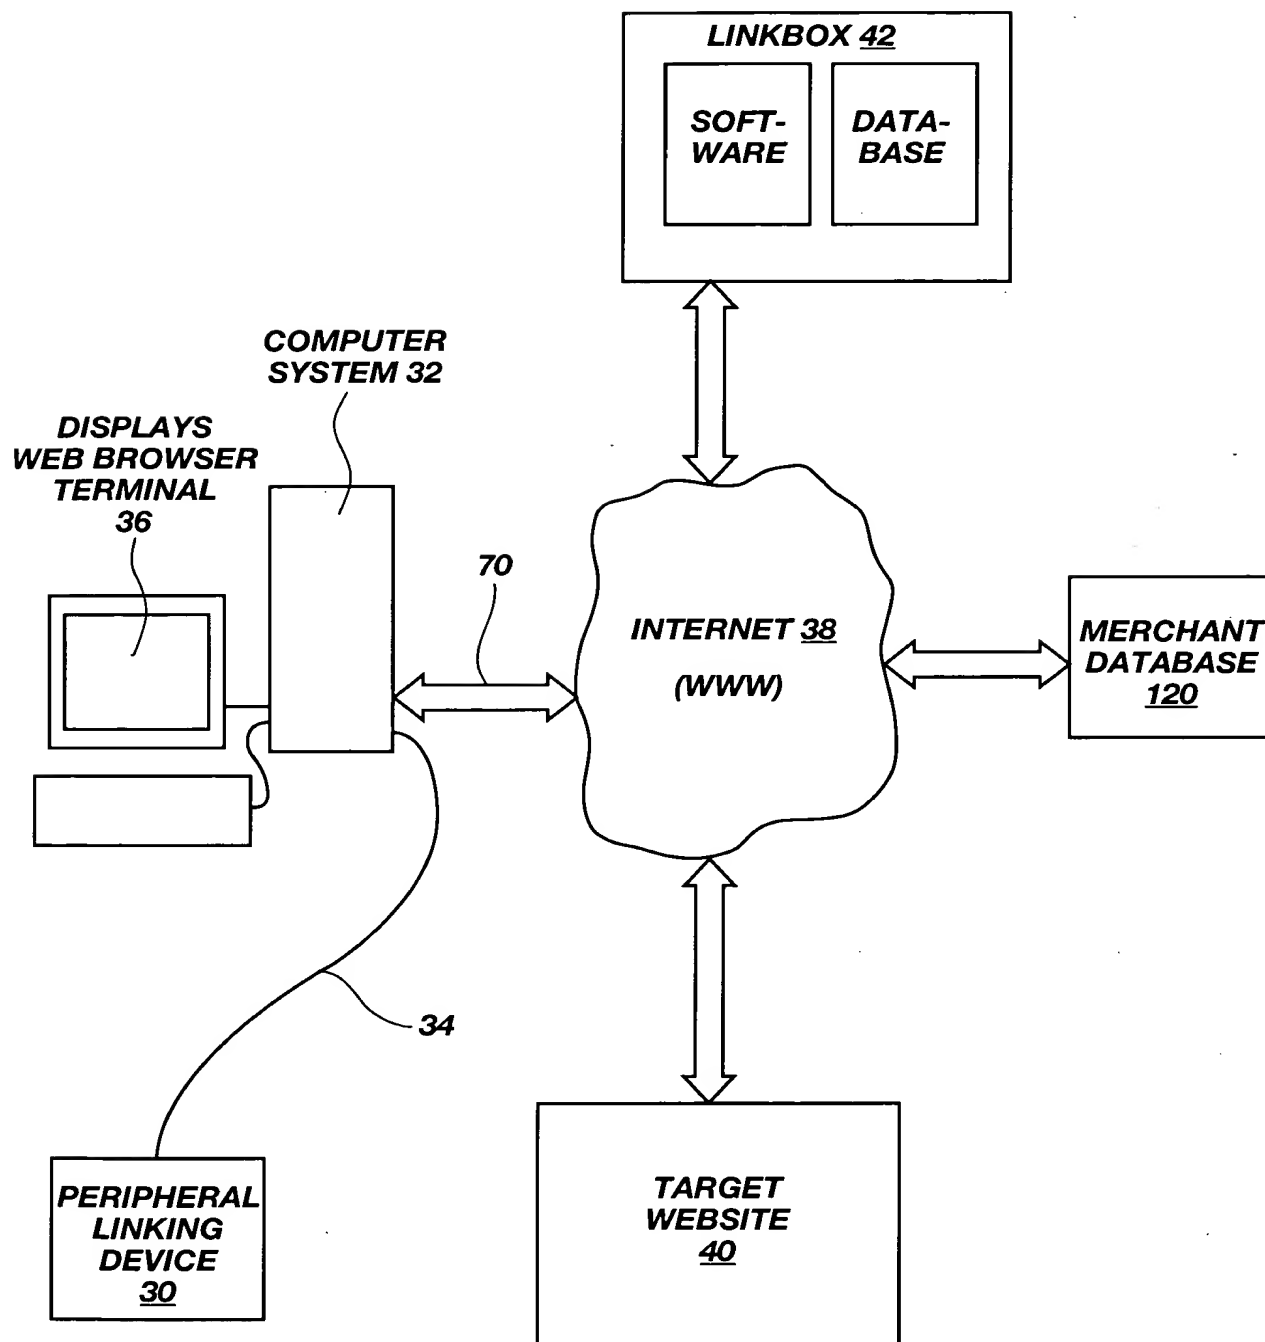 LINKBOX 42
SOFT-
WARE
DATA-
BASE
COMPUTER
SYSTEM 32
DISPLAYS
WEB BROWSER
TERMINAL
36
70
INTERNET 38
(WWW)
MERCHANT
DATABASE
120
34
PERIPHERAL
LINKING
DEVICE
30
TARGET
WEBSITE
40